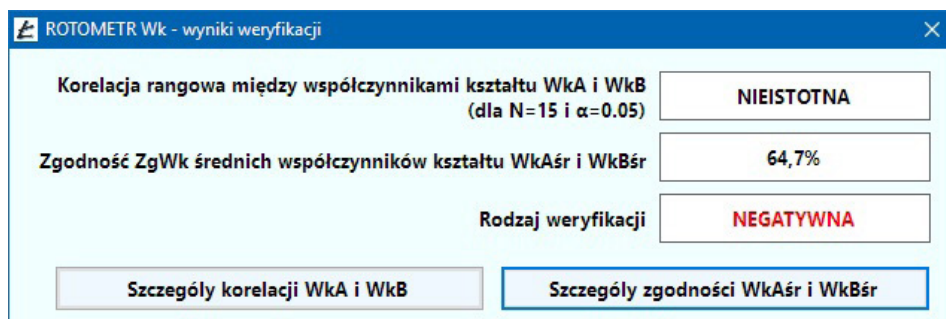 ROTOMETR Wk - wyniki weryfikacji
Korelacja rangowa między współczynnikami kształtu WkA i WkB
(dla N=15 i α=0.05)
NIEISTOTNA
Zgodność ZgWk średnich współczynników kształtu WkAśr i WkBśr
64,7%
Rodzaj weryfikacji
NEGATYWNA
Szczegóły korelacji WkA i WkB
Szczegóły zgodności WkAśr i WkBśr